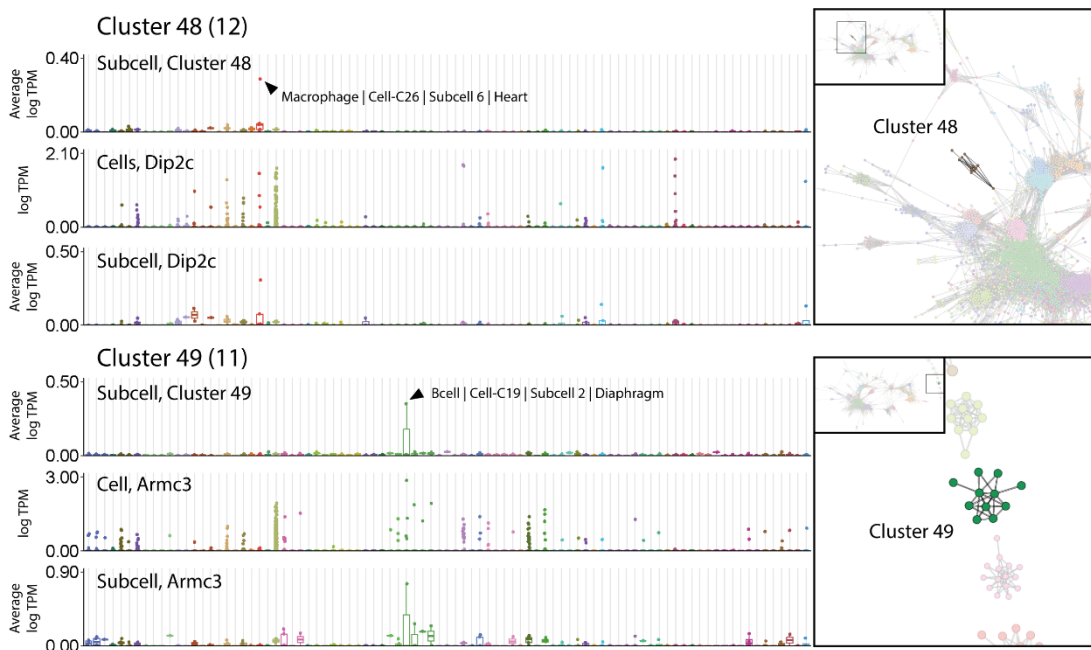 Cluster 48 (12)
Average
log TPM
0.40
0.00
Subcell, Cluster 48
Macrophage | Cell-C26 | Subcell 6 | Heart
log TPM
2.10
0.00
Cells, Dip2c
Average
log TPM
0.50
0.00
Subcell, Dip2c
Cluster 48
Cluster 49 (11)
Average
log TPM
0.50
0.00
Subcell, Cluster 49
Bcell | Cell-C19 | Subcell 2 | Diaphragm
log TPM
3.00
0.00
Cell, Armc3
Average
log TPM
0.90
0.00
Subcell, Armc3
Cluster 49